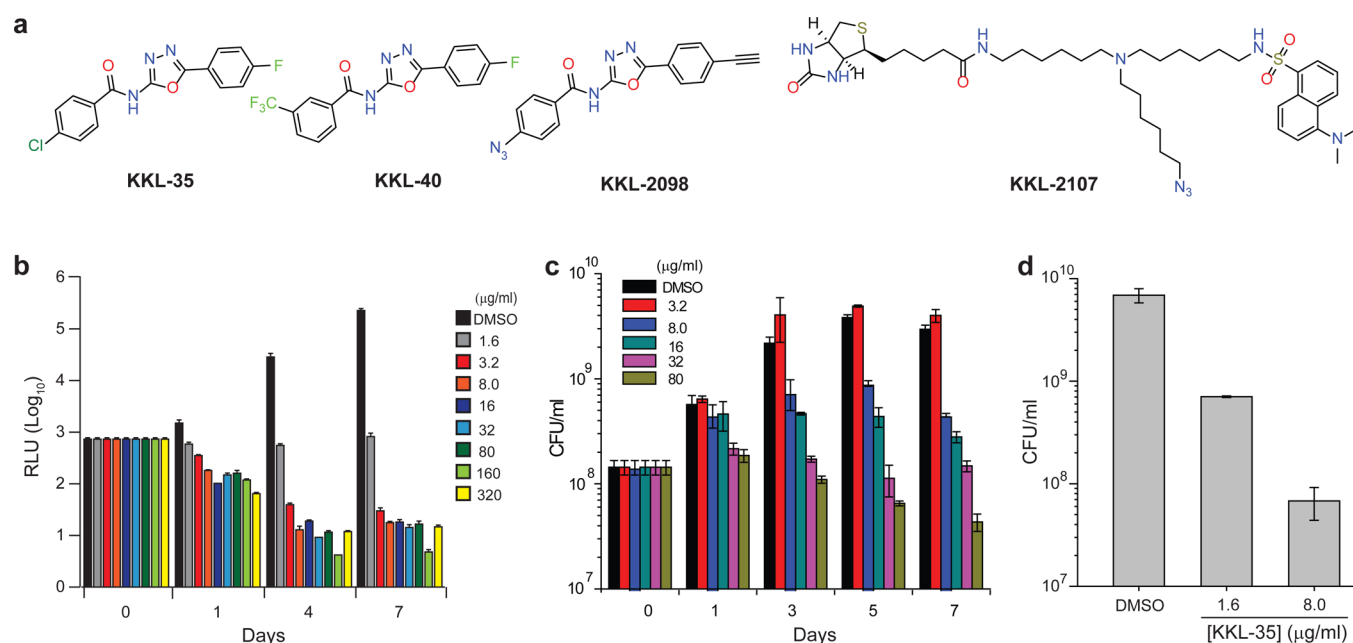 a
O
N
H
N
N
O
F
Cl
KKL-35
O
F3C
N
H
N
N
O
F
KKL-40
O
N3
N
H
N
N
O
KKL-2098
H
S
HN
O
NH
H
O
H
N
N
N3
H
N
O
S
O
N
KKL-2107
b
RLU (Log10)
6
5
4
3
2
1
0
0 1 4 7
Days
(μg/ml)
DMSO
1.6
3.2
8.0
16
32
80
160
320
c
CFU/ml
10^10
10^9
10^8
10^7
0 1 3 5 7
Days
(μg/ml)
DMSO
3.2
8.0
16
32
80
d
CFU/ml
10^10
10^9
10^8
10^7
DMSO 1.6 8.0
[KKL-35] (μg/ml)